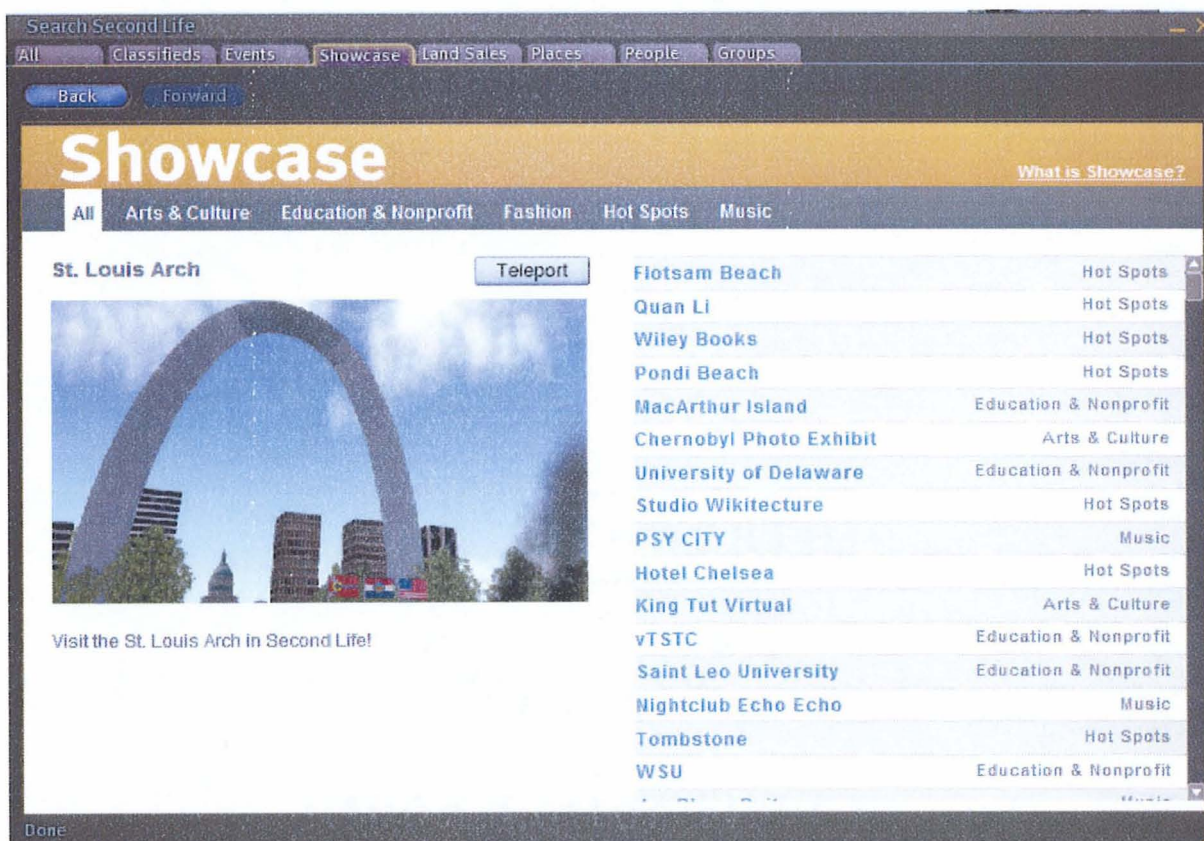 Search Second Life
All Classifieds Events Showcase Land Sales Places People Groups
Back Forward
Showcase
What is Showcase?
All Arts & Culture Education & Nonprofit Fashion Hot Spots Music
St. Louis Arch
Teleport
Visit the St. Louis Arch in Second Life!
Flotsam Beach Hot Spots
Quan Li Hot Spots
Wiley Books Hot Spots
Pondi Beach Hot Spots
MacArthur Island Education & Nonprofit
Chernobyl Photo Exhibit Arts & Culture
University of Delaware Education & Nonprofit
Studio Wikitecture Hot Spots
PSY CITY Music
Hotel Chelsea Hot Spots
King Tut Virtual Arts & Culture
vTSTC Education & Nonprofit
Saint Leo University Education & Nonprofit
Nightclub Echo Echo Music
Tombstone Hot Spots
WSU Education & Nonprofit
Music
Done